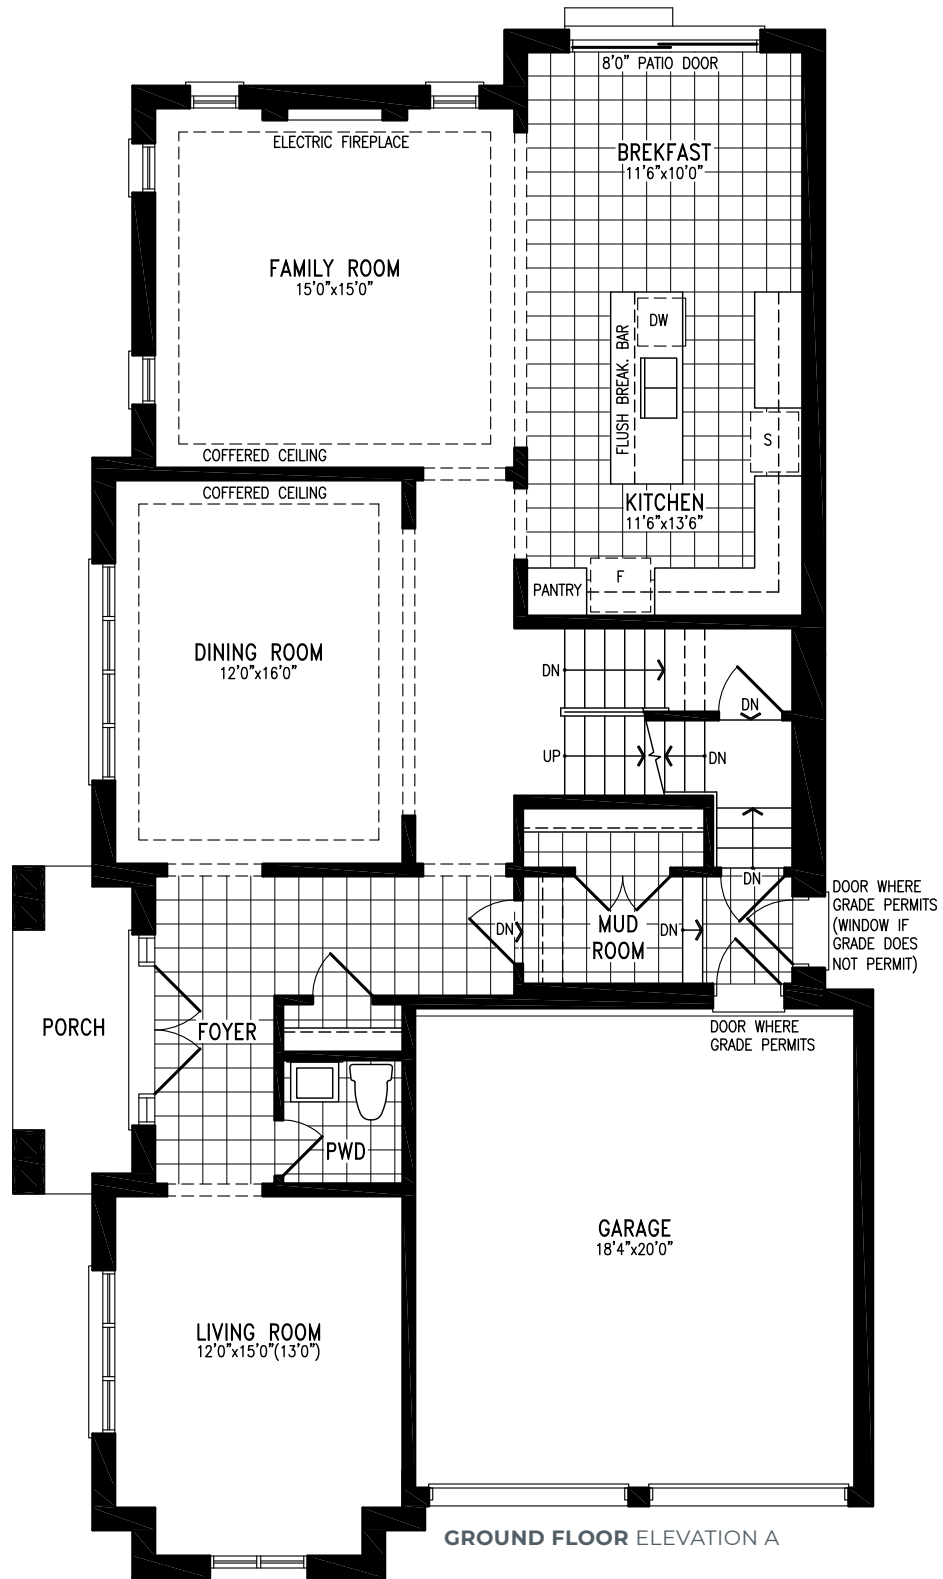 8'0" PATIO DOOR
ELECTRIC FIREPLACE
BREKFAST
11'6"x10'0"
FAMILY ROOM
15'0"x15'0"
DW
FLUSH BREAK. BAR
S
COFFERED CEILING
COFFERED CEILING
KITCHEN
11'6"x13'6"
PANTRY
F
DINING ROOM
12'0"x16'0"
DN
DN
UP
DN
DN
DOOR WHERE
GRADE PERMITS
(WINDOW IF
GRADE DOES
NOT PERMIT)
DN
MUD
ROOM
DN
PORCH
FOYER
DOOR WHERE
GRADE PERMITS
PWD
GARAGE
18'4"x20'0"
LIVING ROOM
12'0"x15'0"(13'0")
GROUND FLOOR ELEVATION A